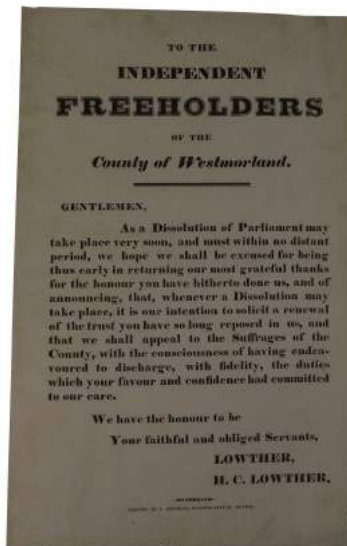 TO THE
INDEPENDENT
FREEHOLDERS
OF THE
County of Westmorland.
GENTLEMEN,
As a Dissolution of Parliament may
take place very soon, and must within no distant
period, we hope we shall be excused for being
thus early in returning our most grateful thanks
for the honour you have hitherto done us, and of
announcing, that, whenever a Dissolution may
take place, it is our intention to solicit a renewal
of the trust you have so long reposed in us, and
that we shall appeal to the Suffrages of the
County, with the consciousness of having endea-
voured to discharge, with fidelity, the duties
which your favour and confidence had committed
to our care.
We have the honour to be
Your faithful and obliged Servants,
LOWTHER,
H. C. LOWTHER.